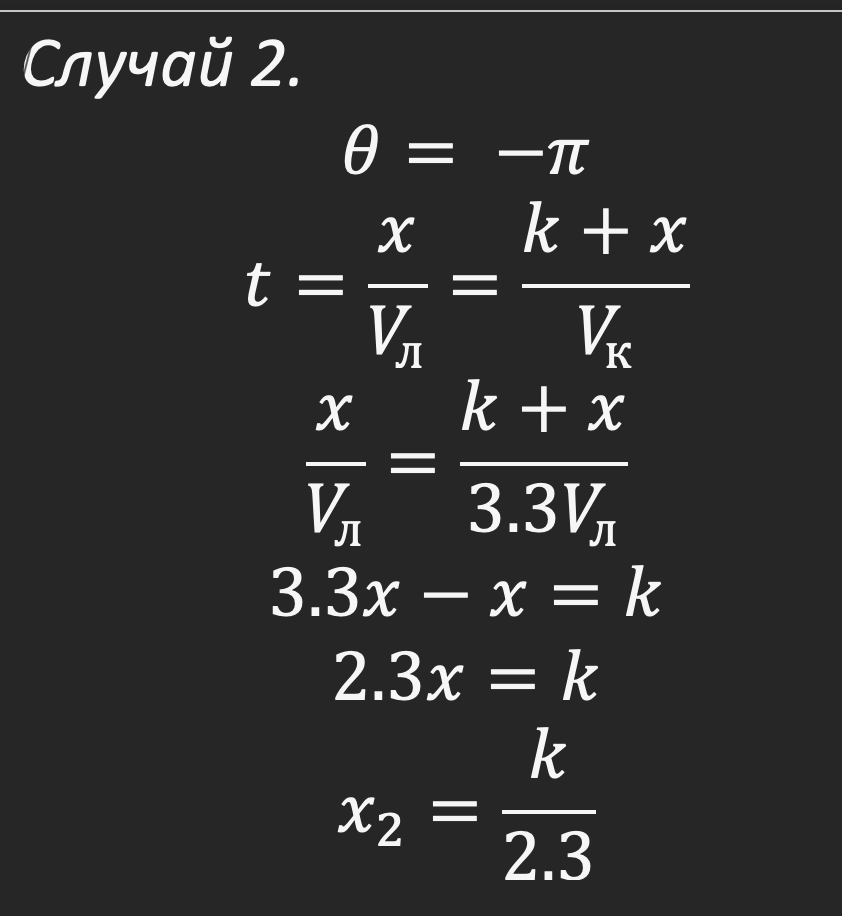 Случай 2.
θ = −π
t = x/Vл = (k + x)/Vк
x/Vл = (k + x)/3.3Vл
3.3x − x = k
2.3x = k
x₂ = k/2.3